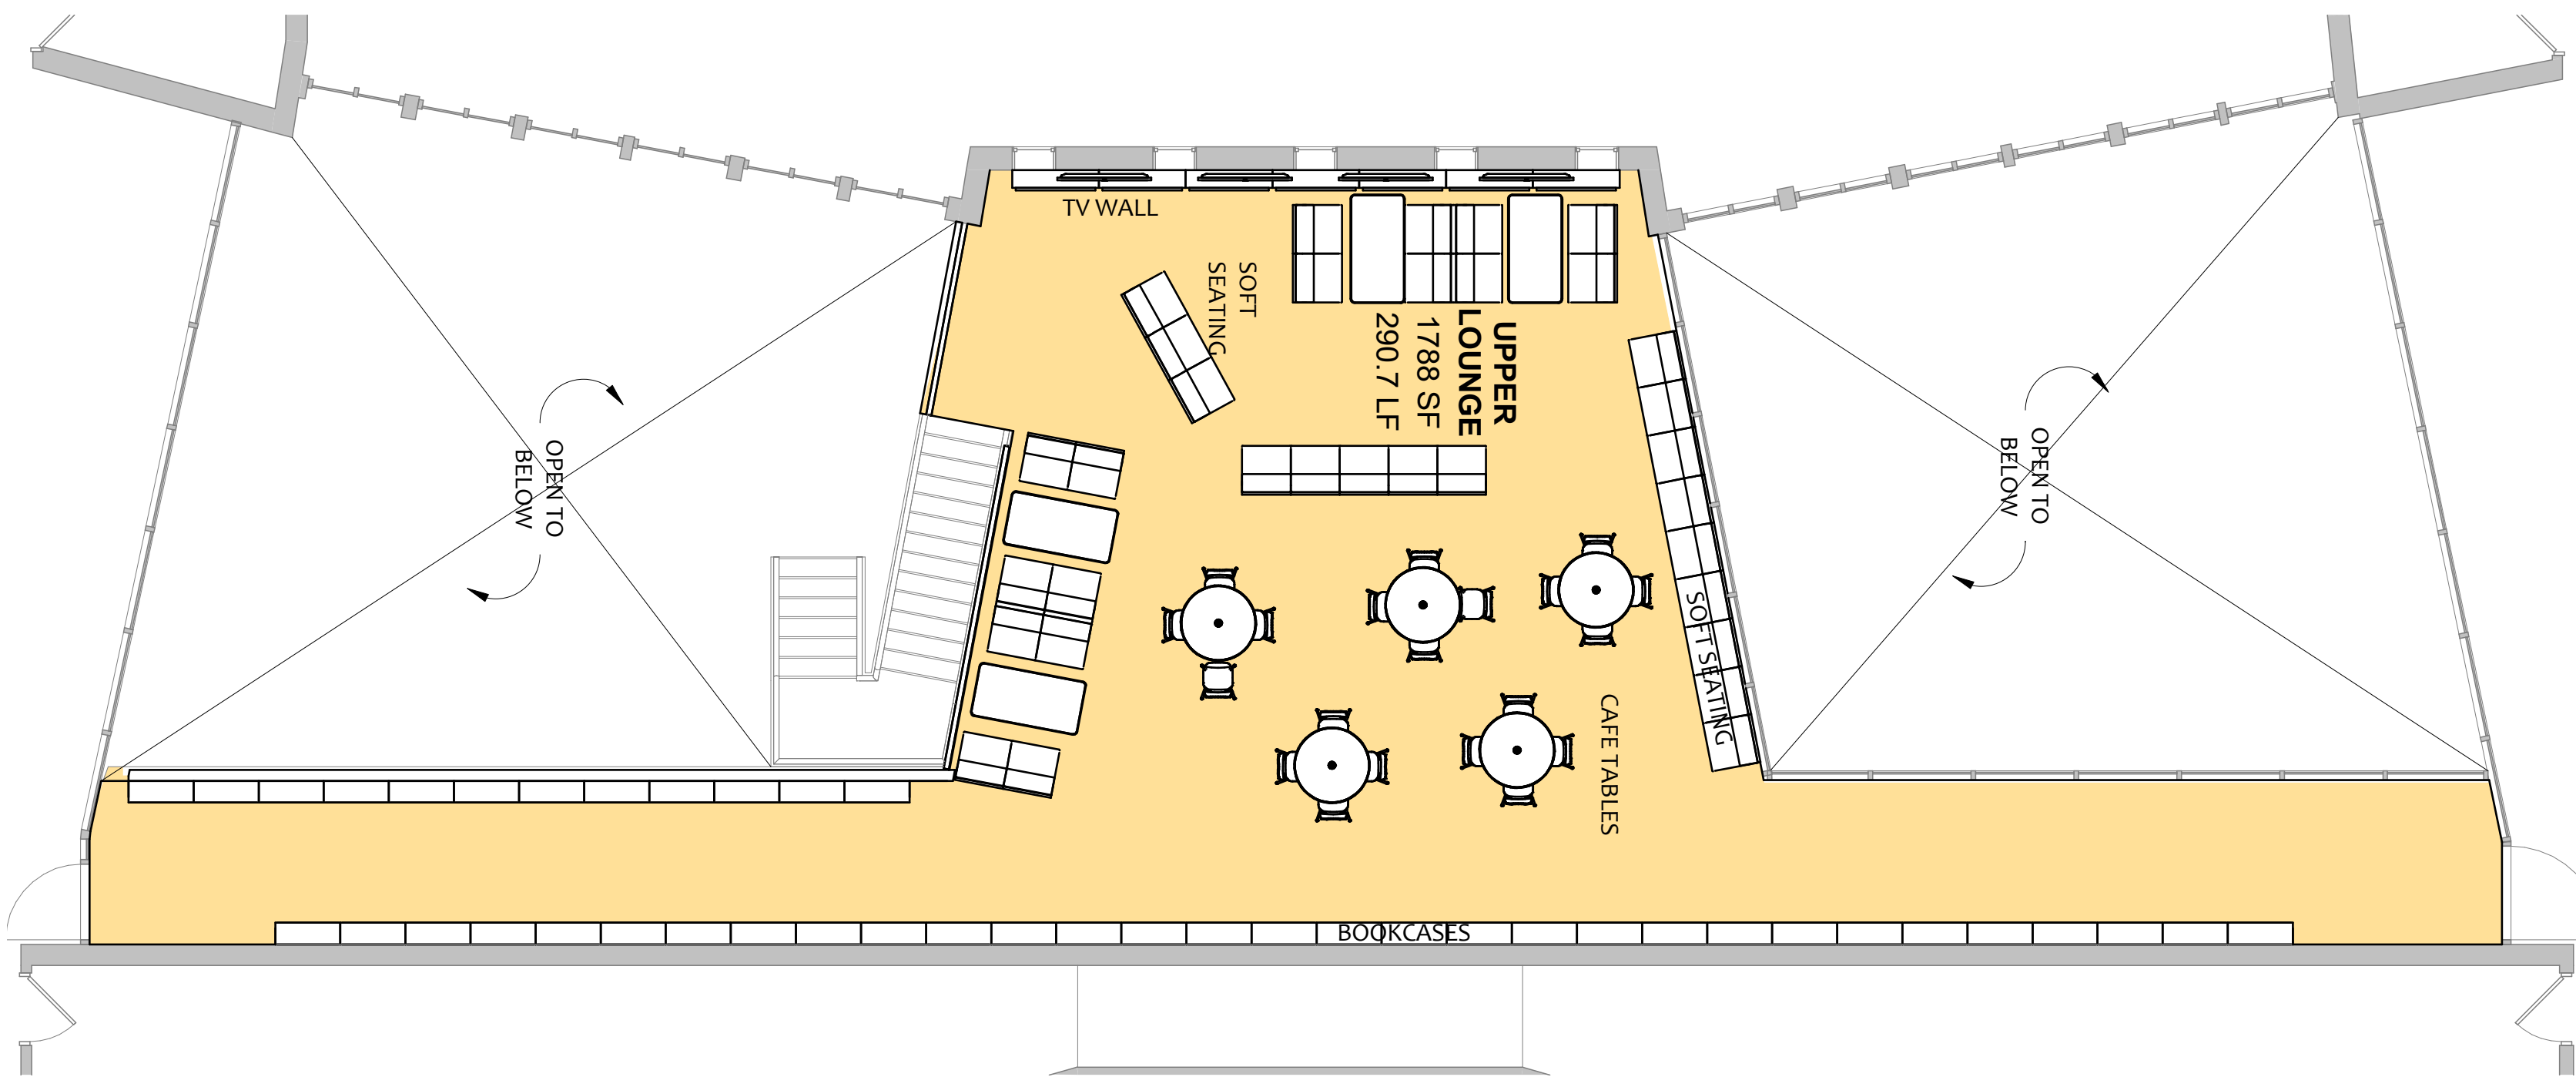 TV WALL
SOFT
SEATING
UPPER
LOUNGE
1788 SF
290.7 LF
OPEN TO
BELOW
OPEN TO
BELOW
SOFT SEATING
CAFE TABLES
BOOKCASES